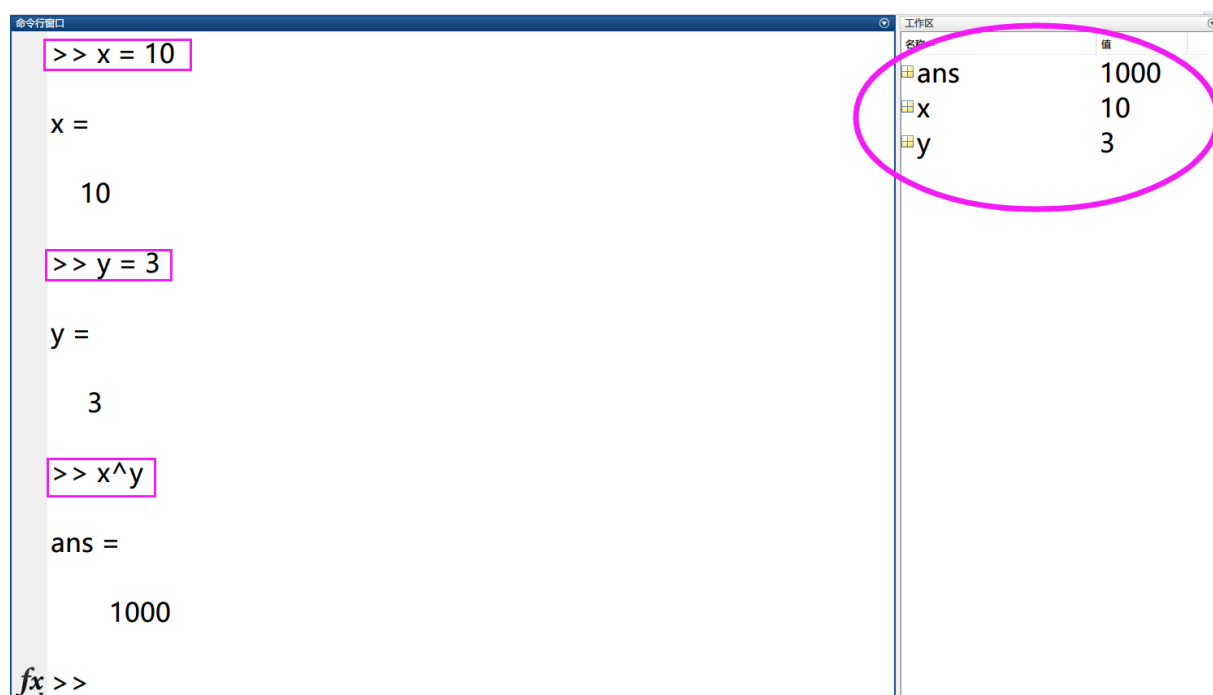 命令行窗口
>> x = 10
x =
10
>> y = 3
y =
3
>> x^y
ans =
1000
fx >>
工作区
名称 值
ans 1000
x 10
y 3